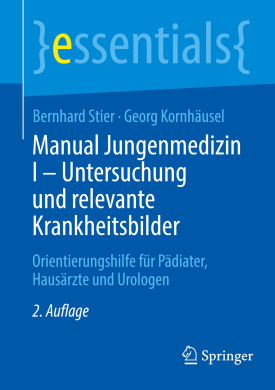 }essentials{
Bernhard Stier · Georg Kornhäusel
Manual Jungenmedizin
I – Untersuchung
und relevante
Krankheitsbilder
Orientierungshilfe für Pädiater,
Hausärzte und Urologen
2. Auflage
Springer